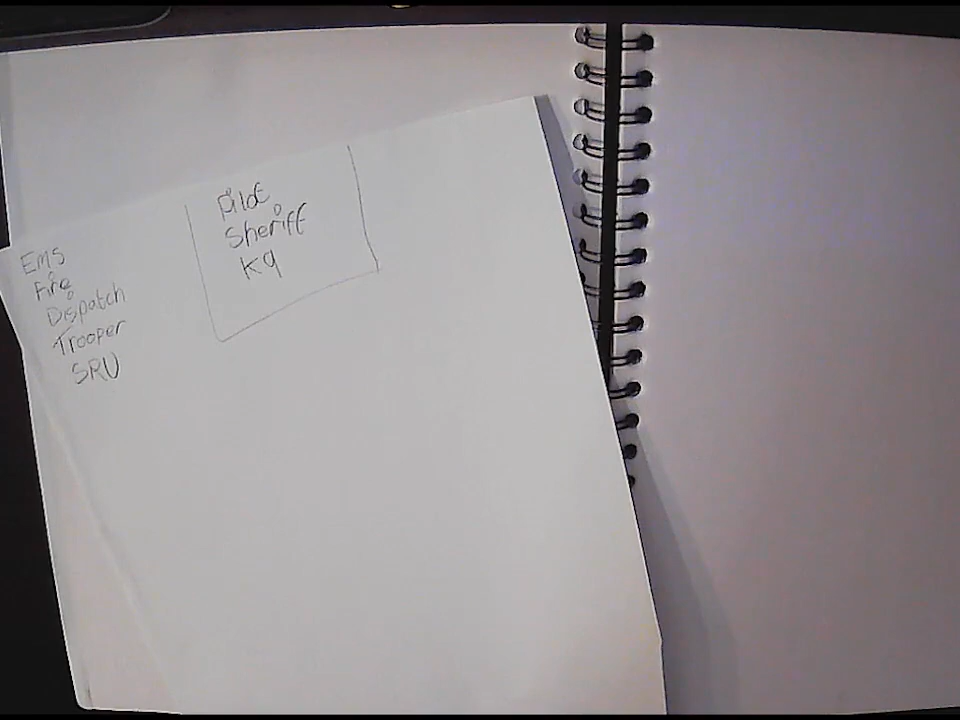 Pilot
Sheriff
K9
Ems
Fire
Dispatch
Trooper
SRU